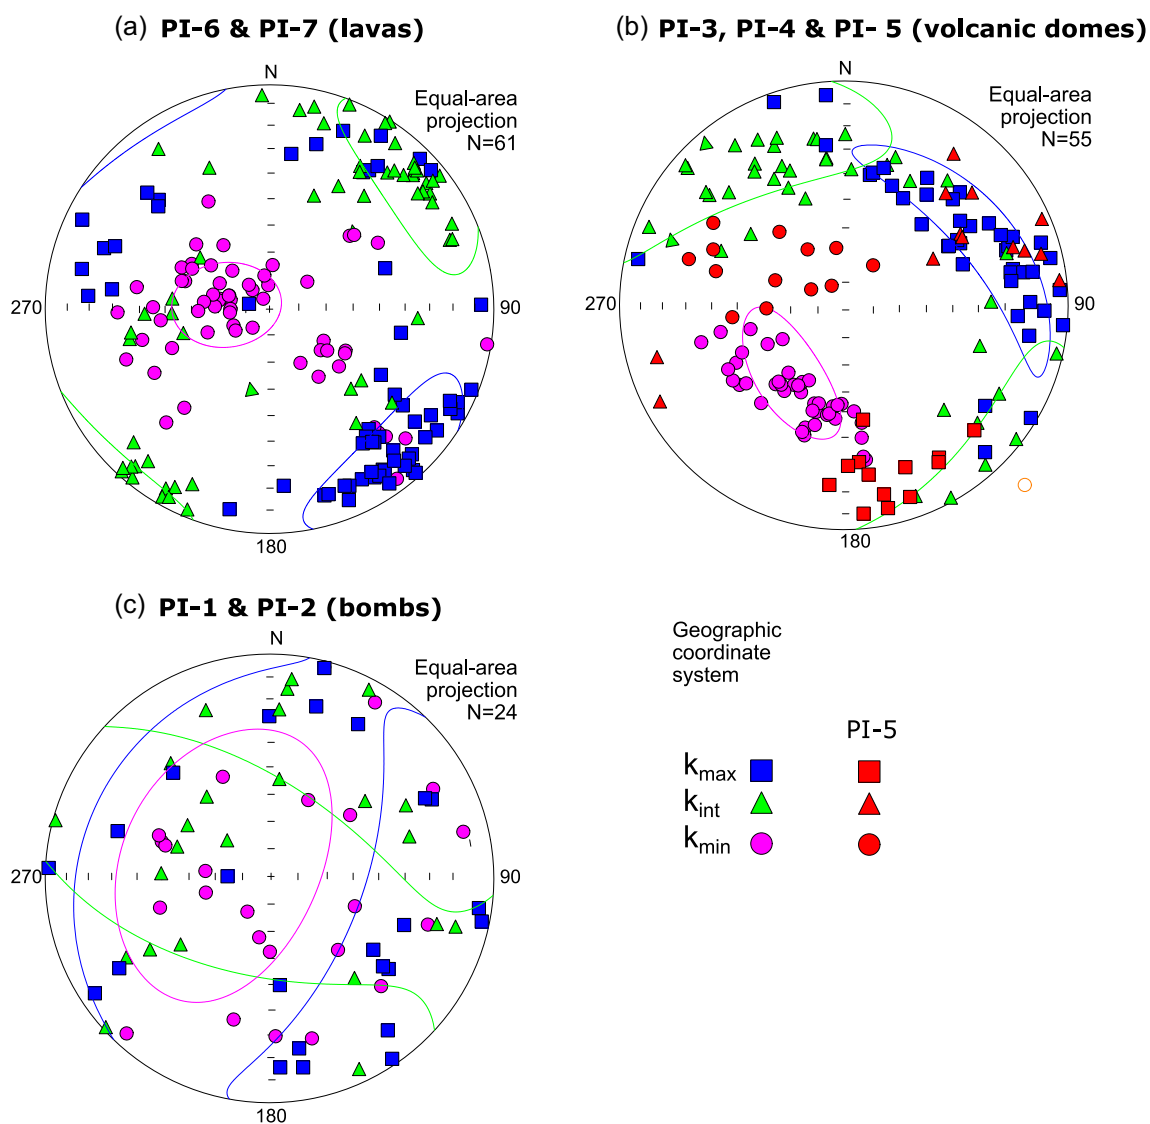 (a) PI-6 & PI-7 (lavas)
N
Equal-area
projection
N=61
270
90
180
(b) PI-3, PI-4 & PI- 5 (volcanic domes)
N
Equal-area
projection
N=55
270
90
180
(c) PI-1 & PI-2 (bombs)
N
Equal-area
projection
N=24
270
90
180
Geographic
coordinate
system
PI-5
kmax
kint
kmin